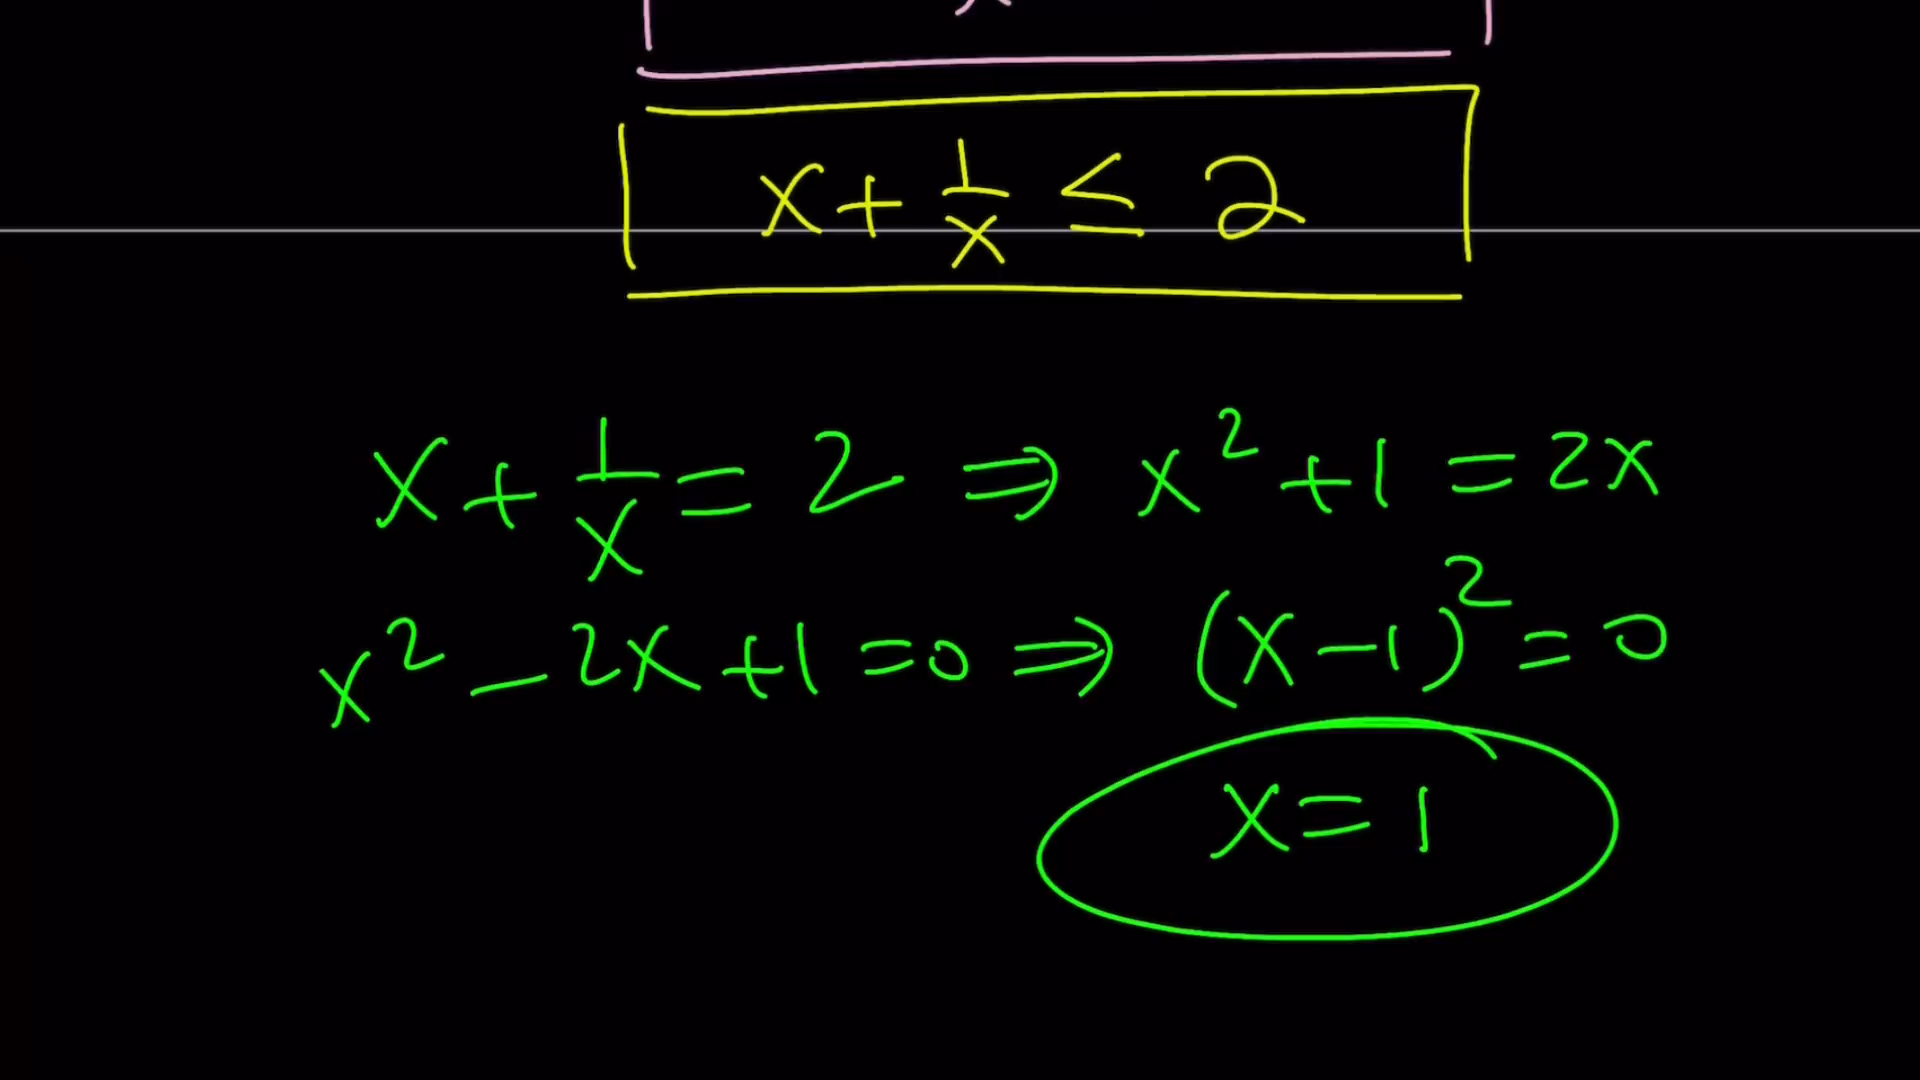 x + 1/x ≤ 2
x + 1/x = 2 ⇒ x² + 1 = 2x
x² - 2x + 1 = 0 ⇒ (x - 1)² = 0
x = 1